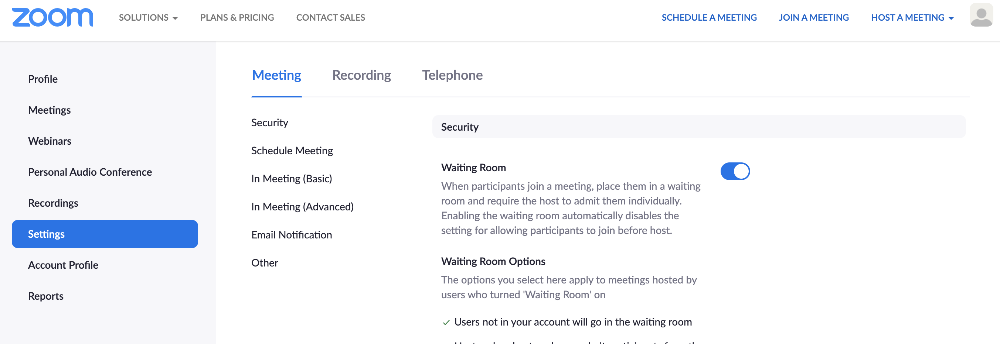 zoom
SOLUTIONS
PLANS & PRICING
CONTACT SALES
SCHEDULE A MEETING
JOIN A MEETING
HOST A MEETING
Profile
Meetings
Webinars
Personal Audio Conference
Recordings
Settings
Account Profile
Reports
Meeting
Recording
Telephone
Security
Schedule Meeting
In Meeting (Basic)
In Meeting (Advanced)
Email Notification
Other
Security
Waiting Room
When participants join a meeting, place them in a waiting
room and require the host to admit them individually.
Enabling the waiting room automatically disables the
setting for allowing participants to join before host.
Waiting Room Options
The options you select here apply to meetings hosted by
users who turned 'Waiting Room' on
Users not in your account will go in the waiting room